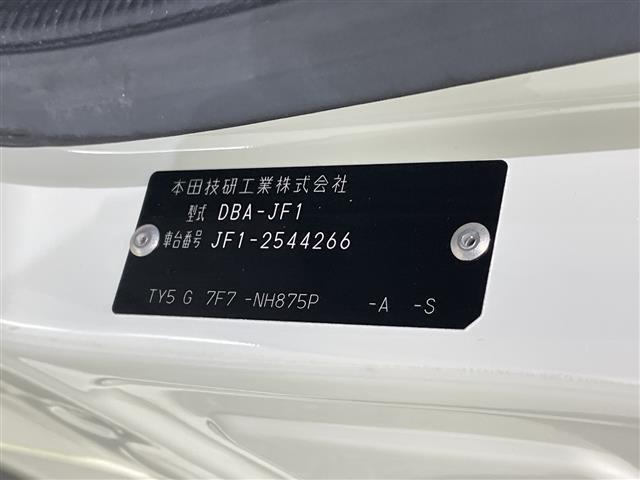 本田技研工業株式会社
型式 DBA-JF1
車台番号 JF1-2544266
TY5 G 7F7 -NH875P -A -S